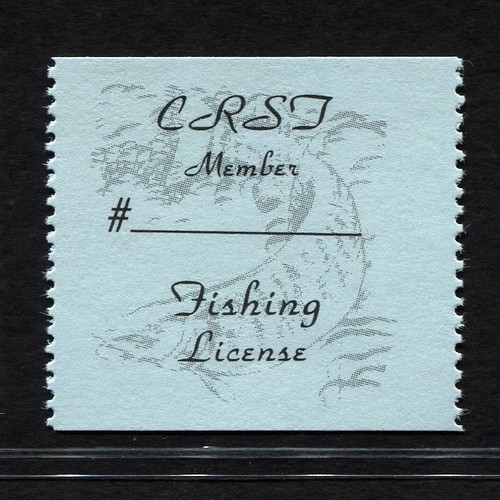 CRST
Member
#
Fishing
License